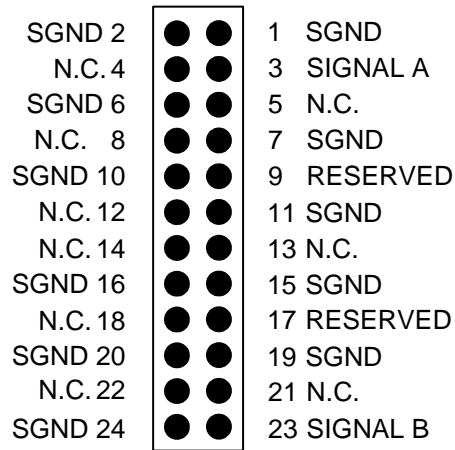 SGND 2 1 SGND
N.C. 4 3 SIGNAL A
SGND 6 5 N.C.
N.C. 8 7 SGND
SGND 10 9 RESERVED
N.C. 12 11 SGND
N.C. 14 13 N.C.
SGND 16 15 SGND
N.C. 18 17 RESERVED
SGND 20 19 SGND
N.C. 22 21 N.C.
SGND 24 23 SIGNAL B